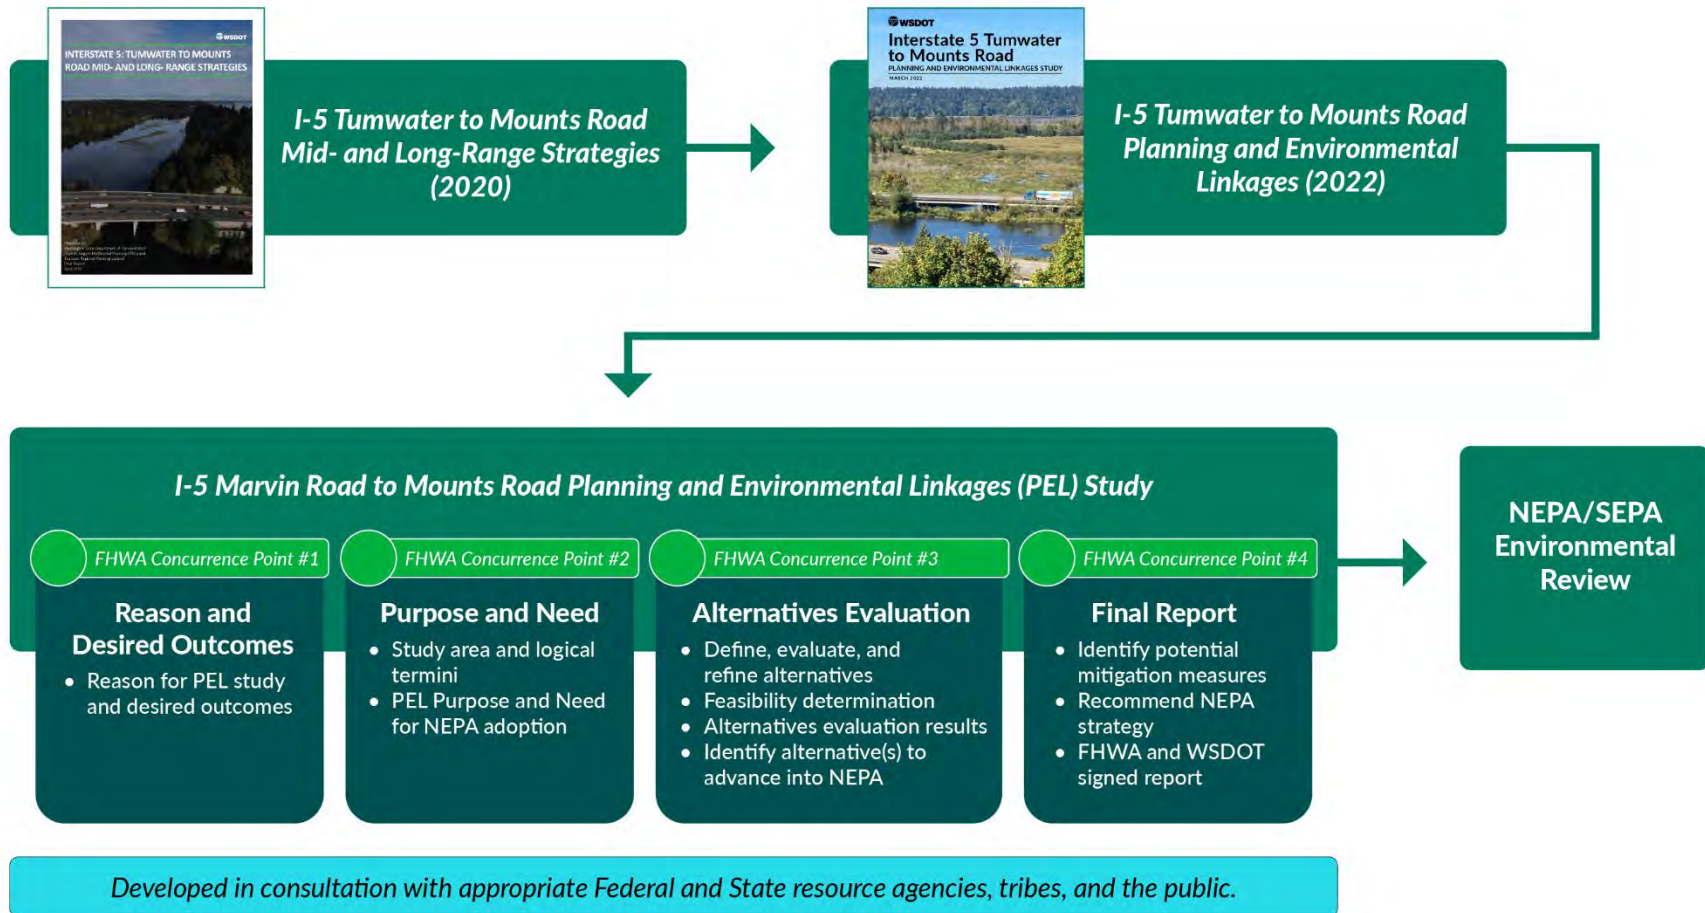 WSDOT
INTERSTATE 5: TUMWATER TO MOUNTS
ROAD MID- AND LONG- RANGE STRATEGIES
I-5 Tumwater to Mounts Road
Mid- and Long-Range Strategies
(2020)
WSDOT
Interstate 5 Tumwater
to Mounts Road
PLANNING AND ENVIRONMENTAL LINKAGES STUDY
I-5 Tumwater to Mounts Road
Planning and Environmental
Linkages (2022)
I-5 Marvin Road to Mounts Road Planning and Environmental Linkages (PEL) Study
FHWA Concurrence Point #1
Reason and
Desired Outcomes
• Reason for PEL study
and desired outcomes
FHWA Concurrence Point #2
Purpose and Need
• Study area and logical
termini
• PEL Purpose and Need
for NEPA adoption
FHWA Concurrence Point #3
Alternatives Evaluation
• Define, evaluate, and
refine alternatives
• Feasibility determination
• Alternatives evaluation results
• Identify alternative(s) to
advance into NEPA
FHWA Concurrence Point #4
Final Report
• Identify potential
mitigation measures
• Recommend NEPA
strategy
• FHWA and WSDOT
signed report
NEPA/SEPA
Environmental
Review
Developed in consultation with appropriate Federal and State resource agencies, tribes, and the public.